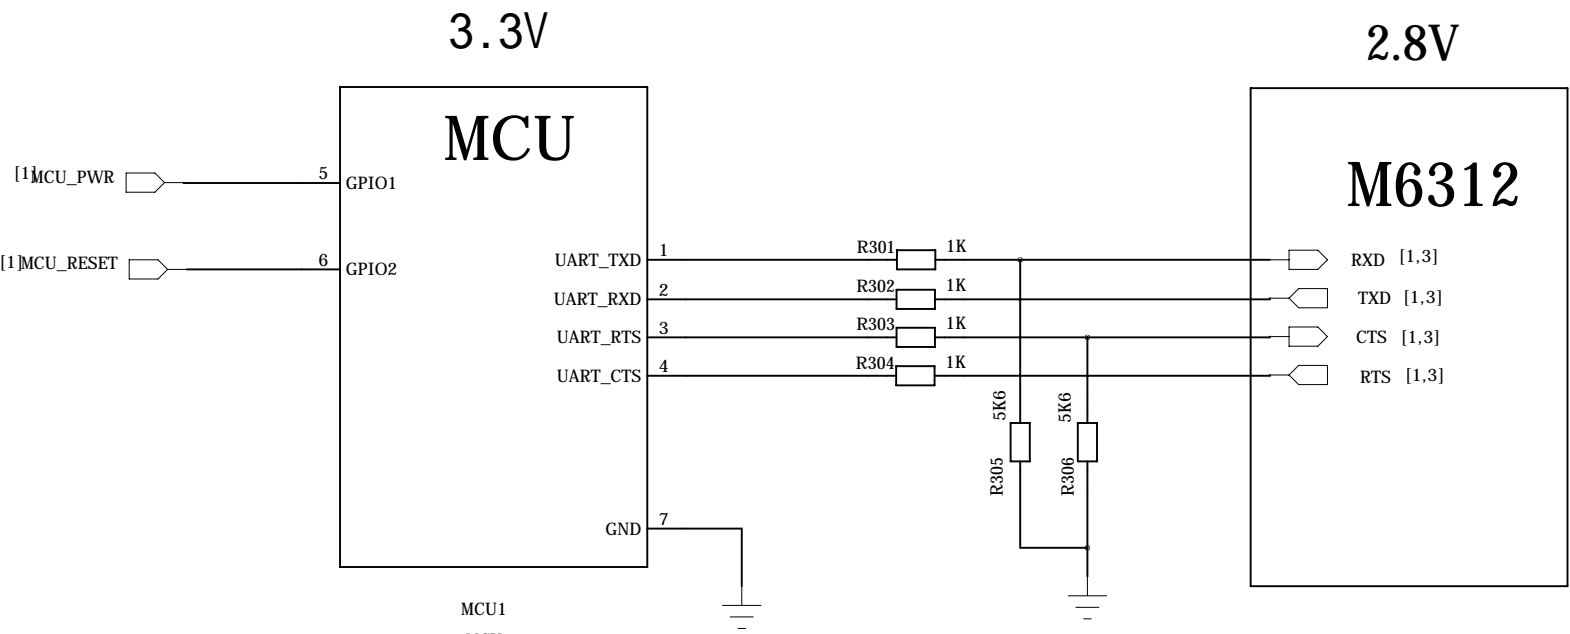 3.3V
2.8V
MCU
M6312
[1]MCU_PWR
5
GPIO1
[1]MCU_RESET
6
GPIO2
UART_TXD 1 R301 1K RXD [1,3]
UART_RXD 2 R302 1K TXD [1,3]
UART_RTS 3 R303 1K CTS [1,3]
UART_CTS 4 R304 1K RTS [1,3]
5K6
R305
5K6
R306
GND 7
MCU1